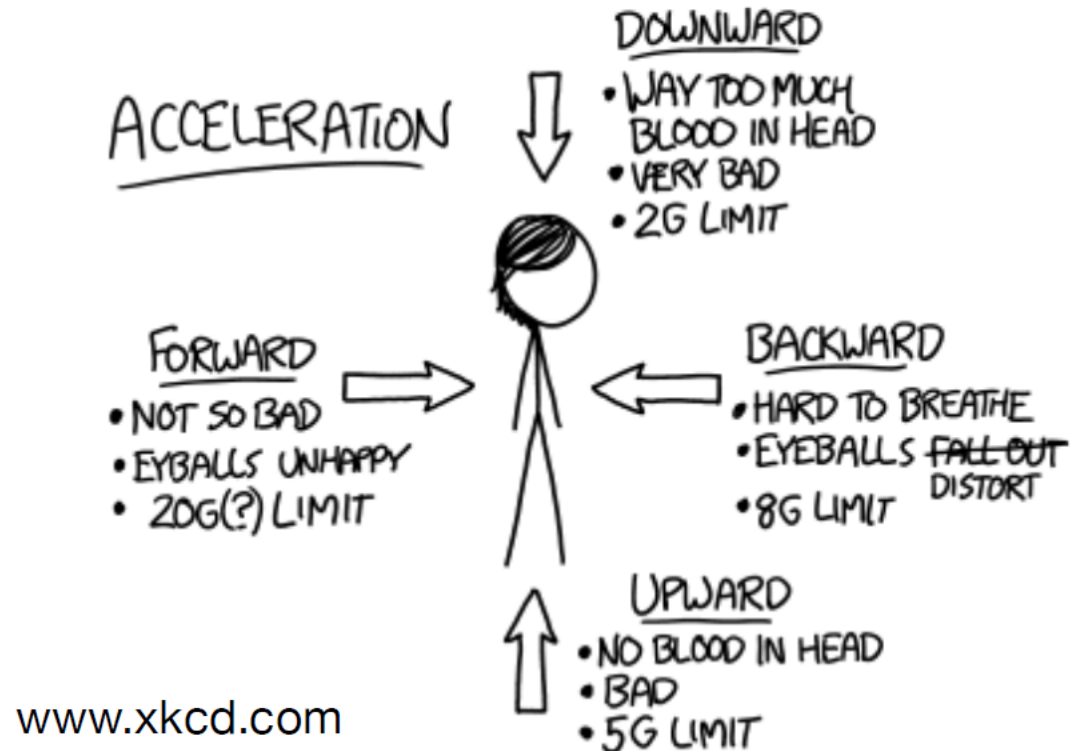 ACCELERATION
DOWNWARD
• WAY TOO MUCH
BLOOD IN HEAD
• VERY BAD
• 2G LIMIT
FORWARD
• NOT SO BAD
• EYBALLS UNHAPPY
• 20G(?) LIMIT
BACKWARD
• HARD TO BREATHE
• EYEBALLS FALL OUT
DISTORT
• 8G LIMIT
UPWARD
• NO BLOOD IN HEAD
• BAD
• 5G LIMIT
www.xkcd.com